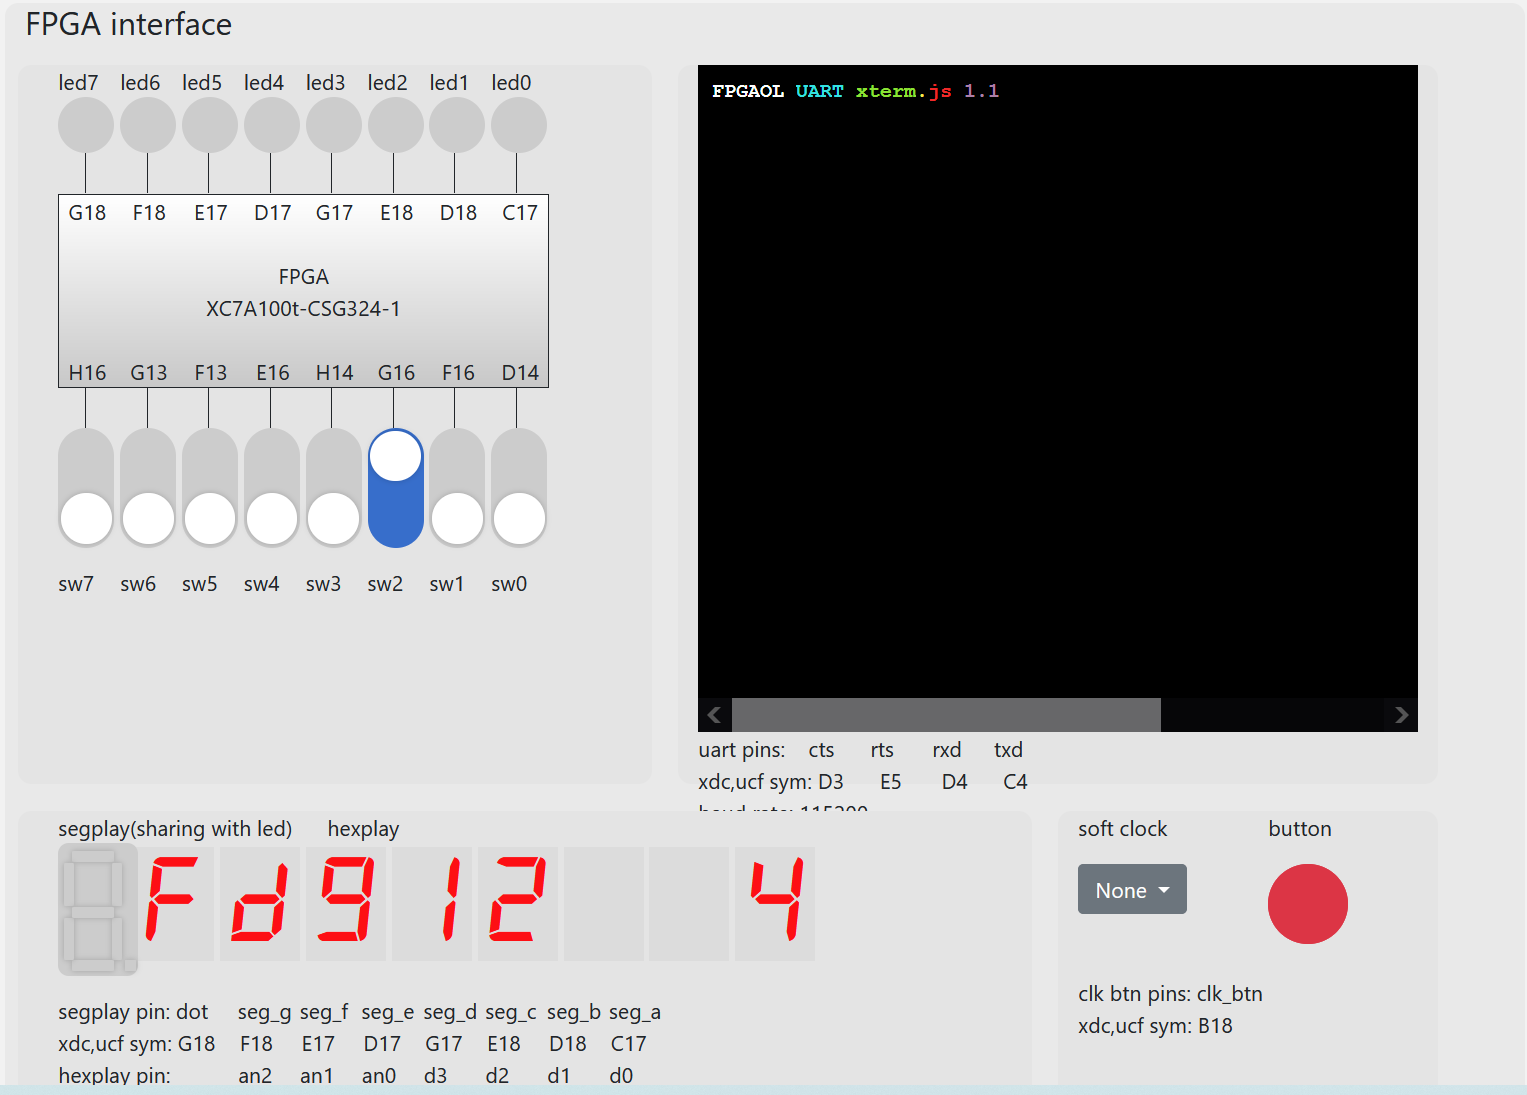 FPGA interface
led7 led6 led5 led4 led3 led2 led1 led0
G18 F18 E17 D17 G17 E18 D18 C17
FPGA
XC7A100t-CSG324-1
H16 G13 F13 E16 H14 G16 F16 D14
sw7 sw6 sw5 sw4 sw3 sw2 sw1 sw0
FPGAOL UART xterm.js 1.1
uart pins: cts rts rxd txd
xdc,ucf sym: D3 E5 D4 C4
baud rate: 115200
segplay(sharing with led) hexplay
Fd912 4
segplay pin: dot seg_g seg_f seg_e seg_d seg_c seg_b seg_a
xdc,ucf sym: G18 F18 E17 D17 G17 E18 D18 C17
hexplay pin: an2 an1 an0 d3 d2 d1 d0
soft clock button
None
clk btn pins: clk_btn
xdc,ucf sym: B18